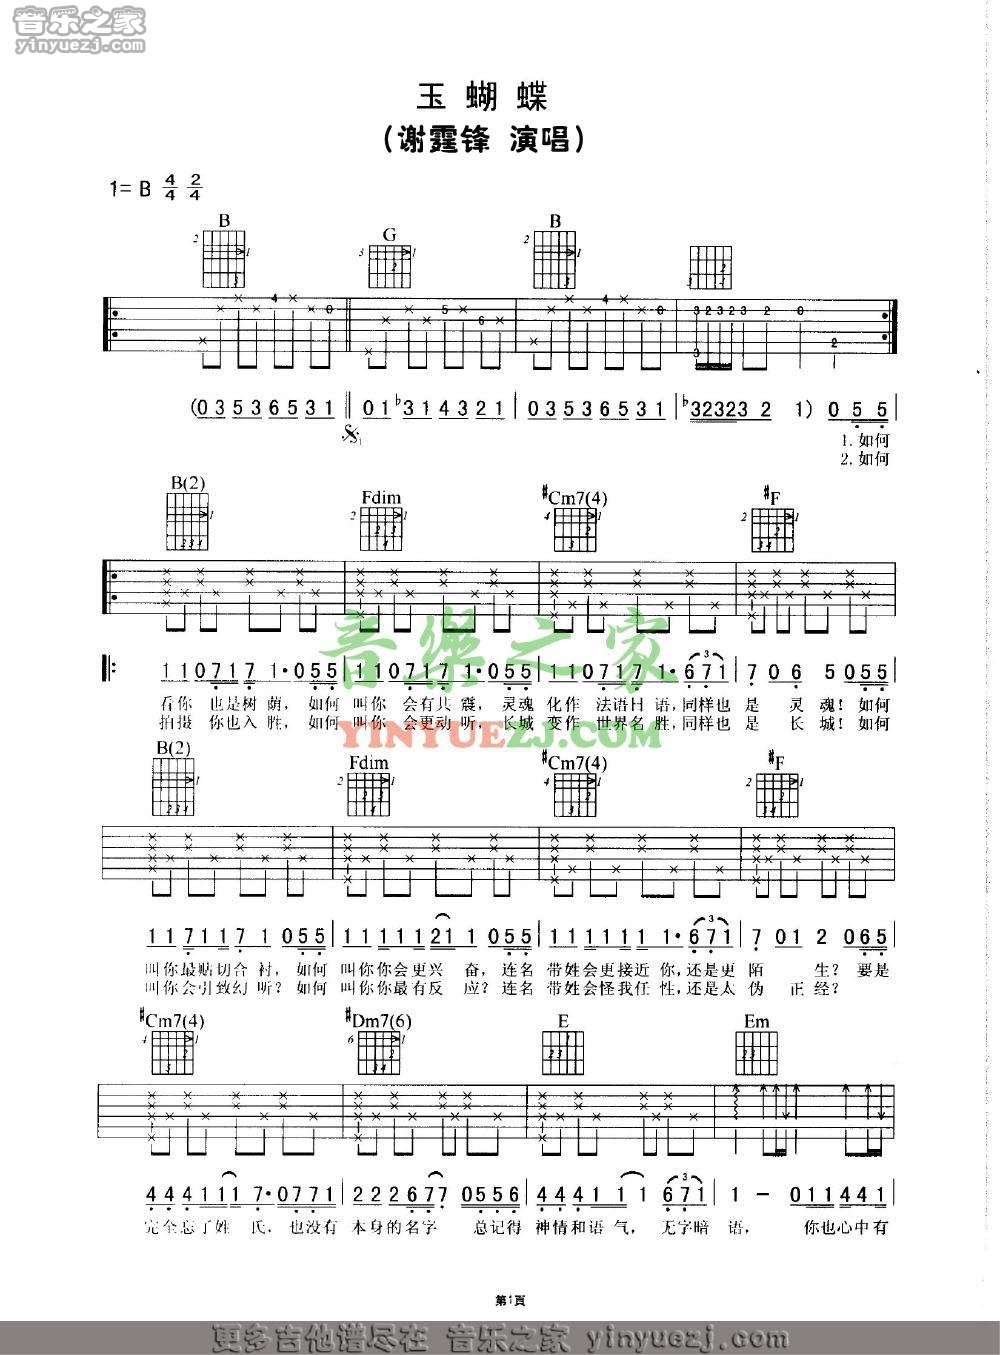 音乐之家
yinyuezj.com
玉 蝴 蝶
(谢霆锋 演唱)
1= B 4/4 2/4
B G B
(0 3 5 3 6 5 3 1 | 0 1 ♭3 1 4 3 2 1 | 0 3 5 3 6 5 3 1 | ♭3 2 3 2 3 2 1) 0 5 5 |
1. 如何
2. 如何
B(2) Fdim #Cm7(4) #F
1 1 0 7 1 7 1· 0 5 5 | 1 1 0 7 1 7 1· 0 5 5 | 1 1 0 7 1 7 1· 6 7 1 | 7 0 6 5 0 5 5 |
看你 也是树荫，如何 叫你 会有共 震，灵魂 化作 法语日 语，同样也 是 灵 魂！如何
拍摄 你也入 胜，如何 叫你 会更动 听，长城 变作 世界名 胜，同样也 是 长 城！如何
音樂之家
YINYUEZJ.COM
B(2) Fdim #Cm7(4) #F
1 1 7 1 1 7 1 0 5 5 | 1 1 1 1 1 2 1 1 0 5 5 | 1 1 1 1 1 1 1· 6 7 1 | 7 0 1 2 0 6 5 |
叫你最贴切合 衬，如何 叫你你会更兴 奋，连名 带姓会更接近 你，还是更 陌 生？要是
叫你会引致幻 听？如何 叫你你最有反 应？连名 带姓会怪我任 性，还是太 伪 正 经？
#Cm7(4) #Dm7(6) E Em
4 4 4 1 1 1 7· 0 7 7 1 | 2 2 2 6 7 7 0 5 5 6 | 4 4 4 1 1 1 6 7 1 | 1 - 0 1 1 4 4 1 |
完全忘了姓 氏，也没有 本身的名字 总记得 神情和语 气，无字暗 语， 你也心中有
第1頁
更多吉他谱尽在 音乐之家 yinyuezj.com